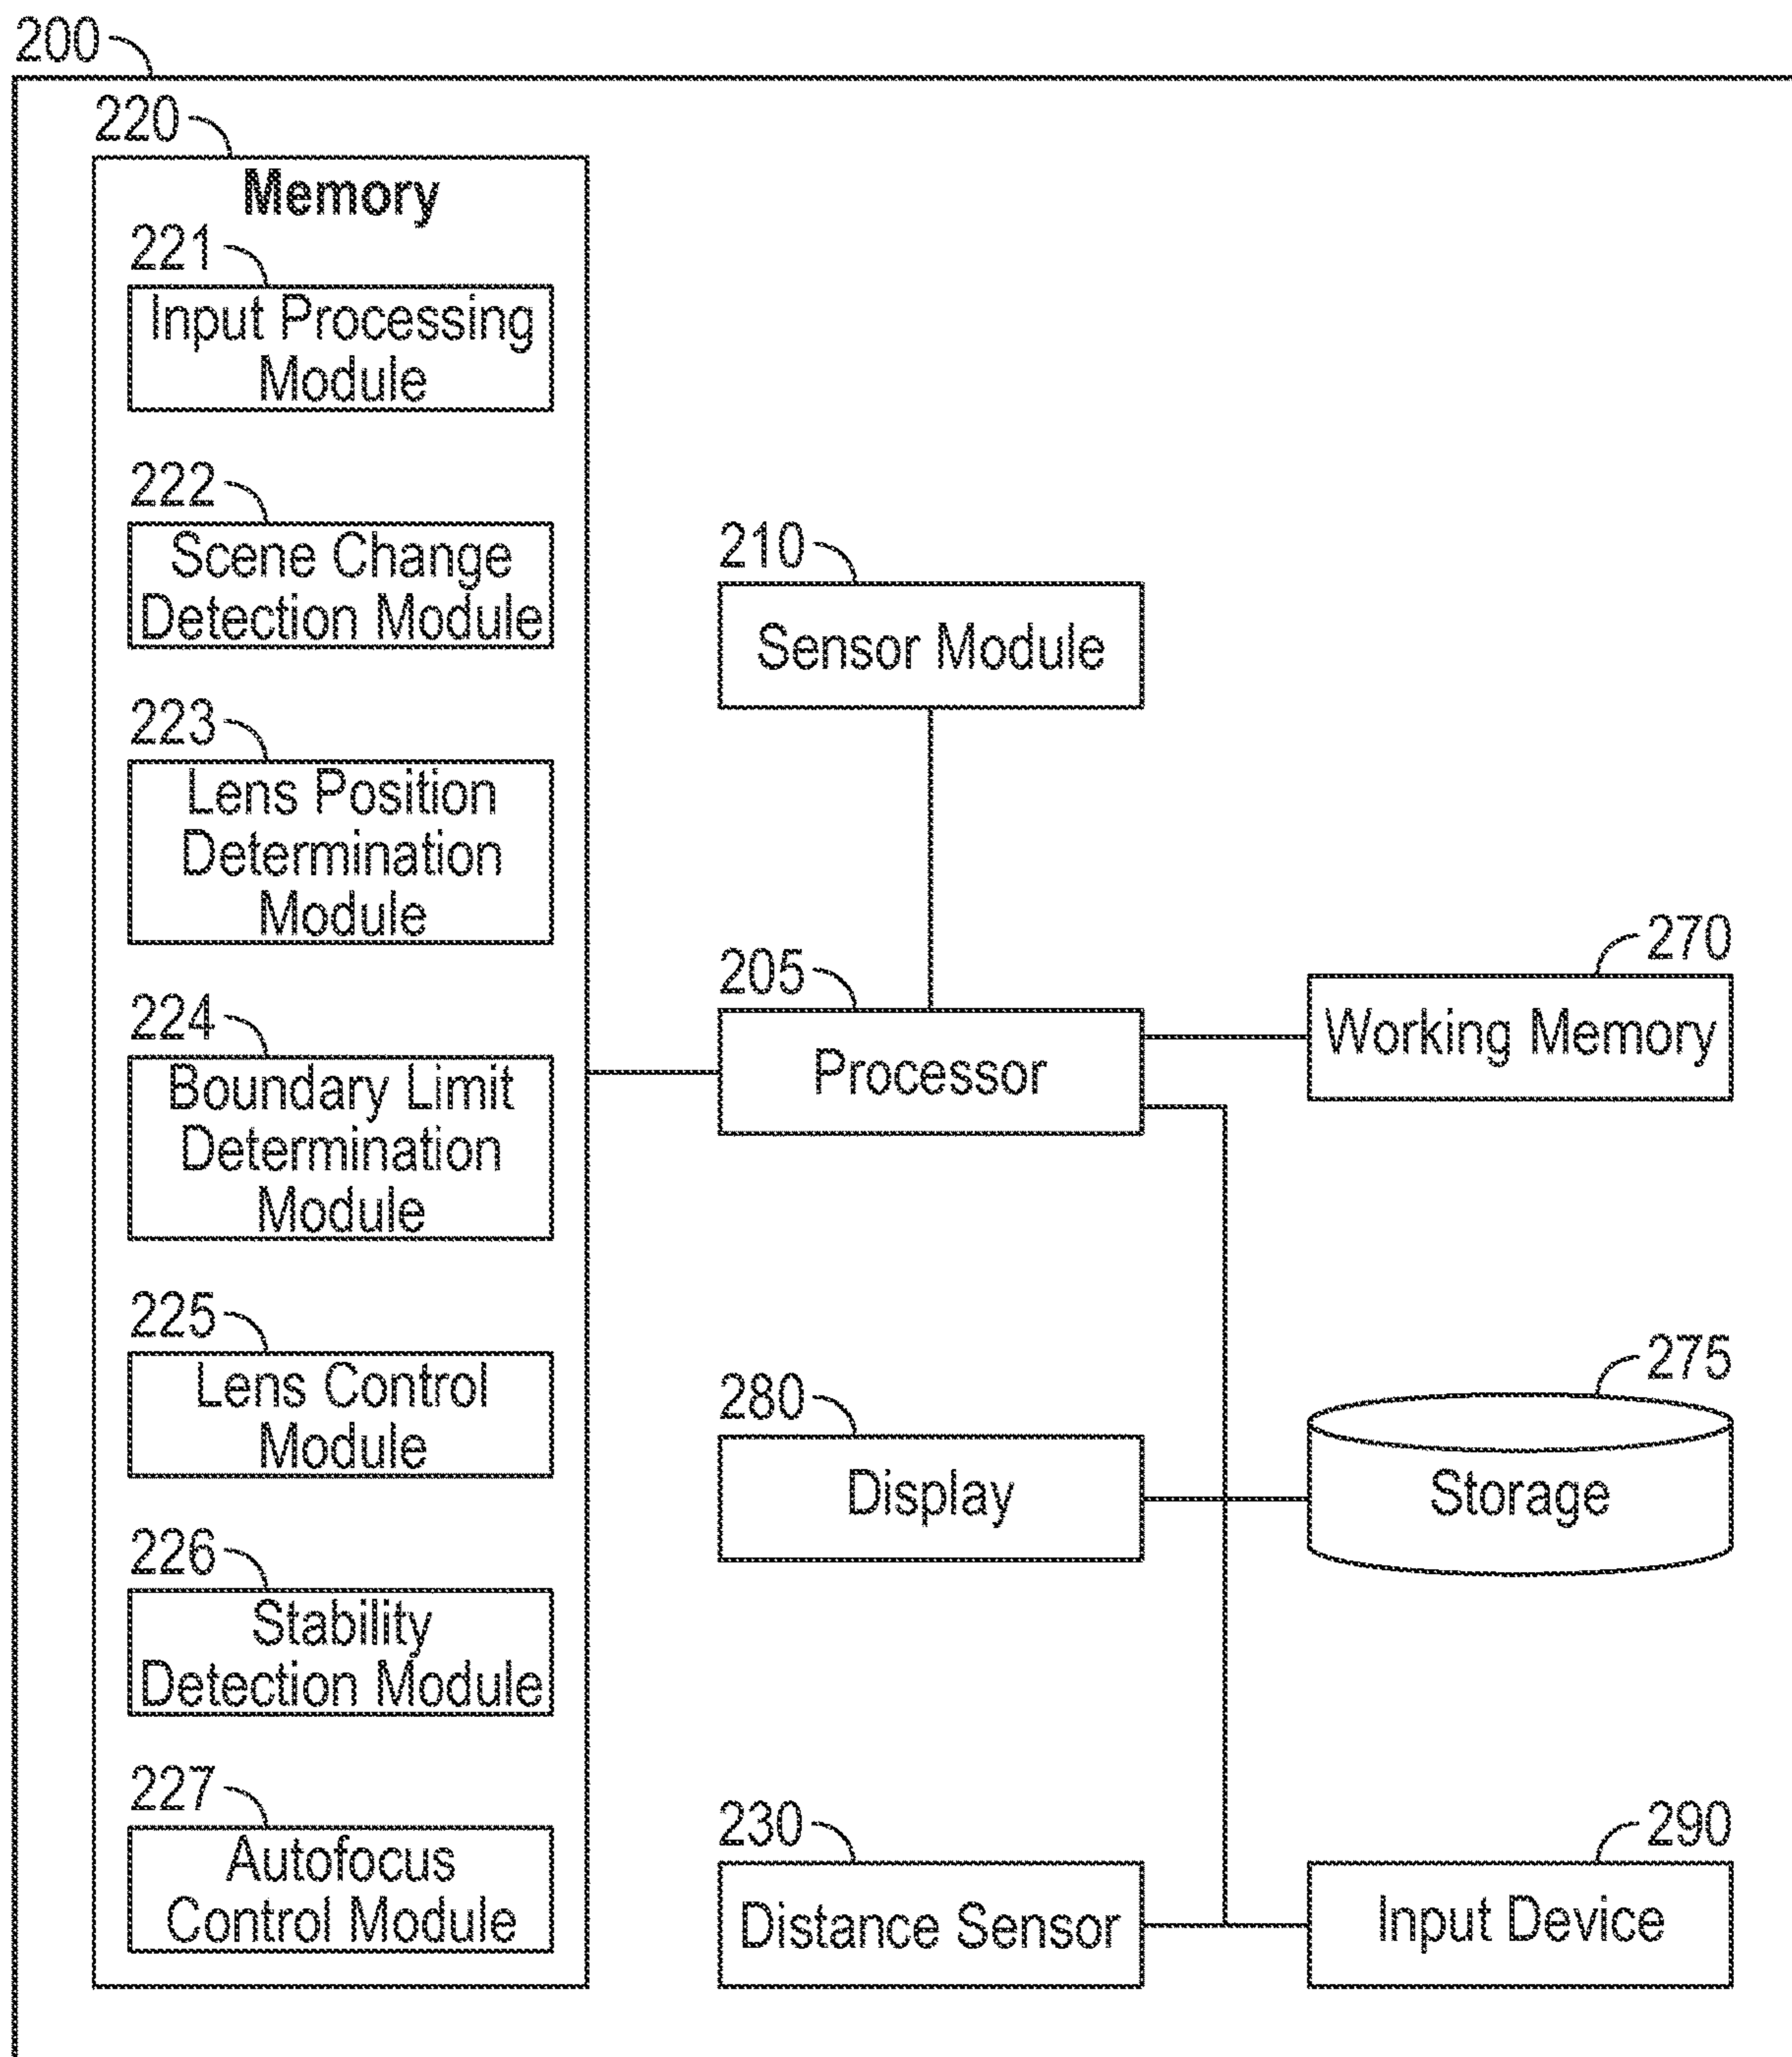 200
220
Memory
221
Input Processing
Module
222
Scene Change
Detection Module
223
Lens Position
Determination
Module
224
Boundary Limit
Determination
Module
225
Lens Control
Module
226
Stability
Detection Module
227
Autofocus
Control Module
210
Sensor Module
205
Processor
270
Working Memory
280
Display
275
Storage
230
Distance Sensor
290
Input Device